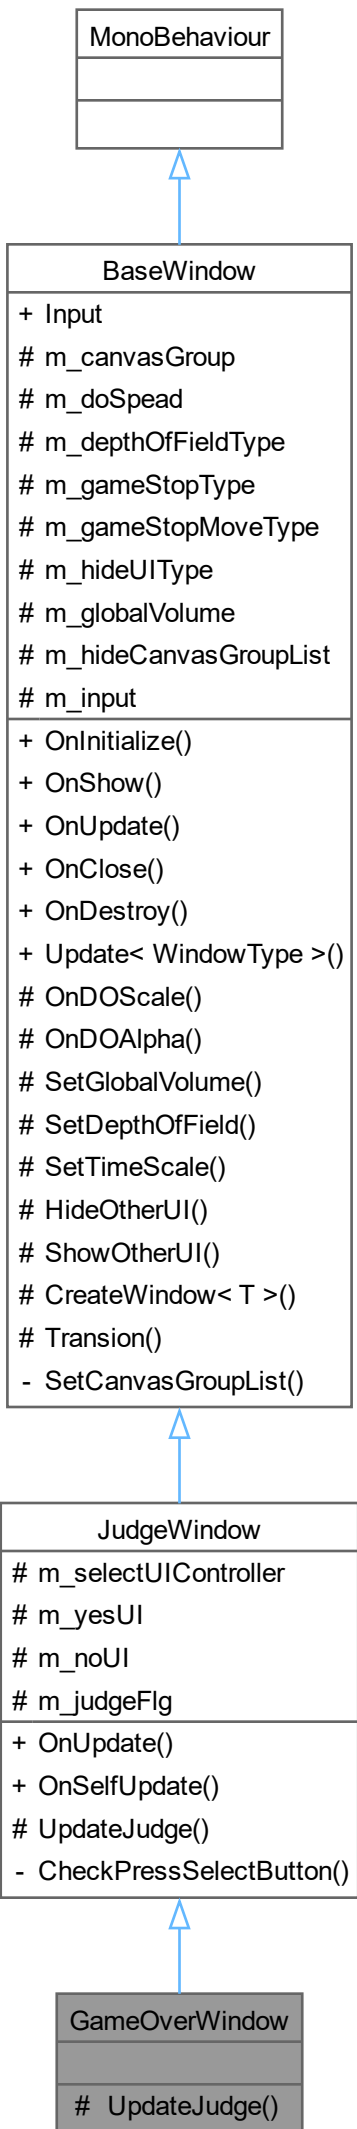 MonoBehaviour
BaseWindow
+ Input
# m_canvasGroup
# m_doSpead
# m_depthOfFieldType
# m_gameStopType
# m_gameStopMoveType
# m_hideUIType
# m_globalVolume
# m_hideCanvasGroupList
# m_input
+ OnInitialize()
+ OnShow()
+ OnUpdate()
+ OnClose()
+ OnDestroy()
+ Update< WindowType >()
# OnDOScale()
# OnDOAlpha()
# SetGlobalVolume()
# SetDepthOfField()
# SetTimeScale()
# HideOtherUI()
# ShowOtherUI()
# CreateWindow< T >()
# Transion()
- SetCanvasGroupList()
JudgeWindow
# m_selectUIController
# m_yesUI
# m_noUI
# m_judgeFlg
+ OnUpdate()
+ OnSelfUpdate()
# UpdateJudge()
- CheckPressSelectButton()
GameOverWindow
# UpdateJudge()